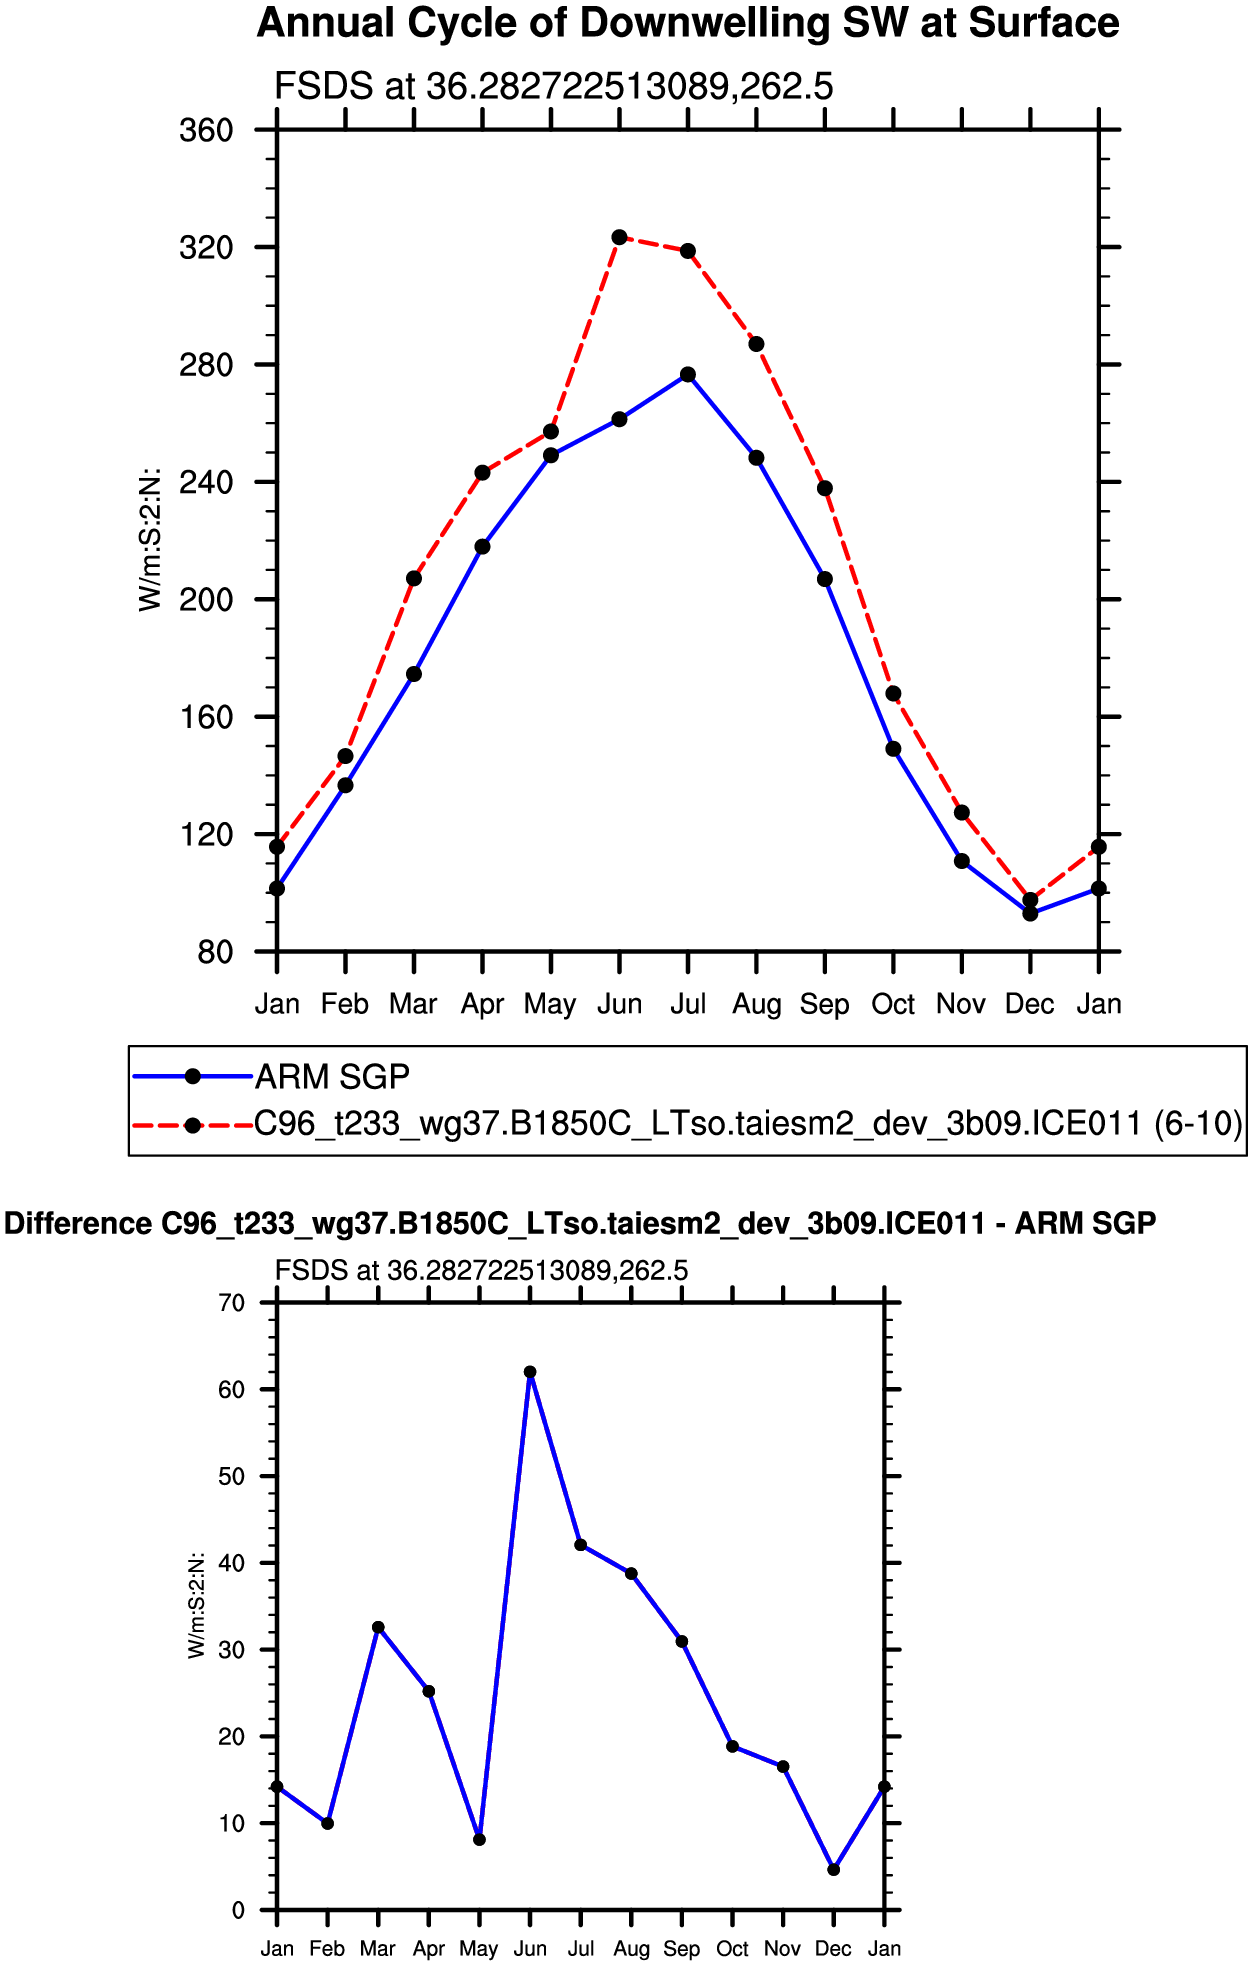 Annual Cycle of Downwelling SW at Surface
FSDS at 36.282722513089,262.5
360
320
280
240
200
160
120
80
W/m:S:2:N:
Jan Feb Mar Apr May Jun Jul Aug Sep Oct Nov Dec Jan
ARM SGP
C96_t233_wg37.B1850C_LTso.taiesm2_dev_3b09.ICE011 (6-10)
Difference C96_t233_wg37.B1850C_LTso.taiesm2_dev_3b09.ICE011 - ARM SGP
FSDS at 36.282722513089,262.5
70
60
50
40
30
20
10
0
W/m:S:2:N:
Jan Feb Mar Apr May Jun Jul Aug Sep Oct Nov Dec Jan